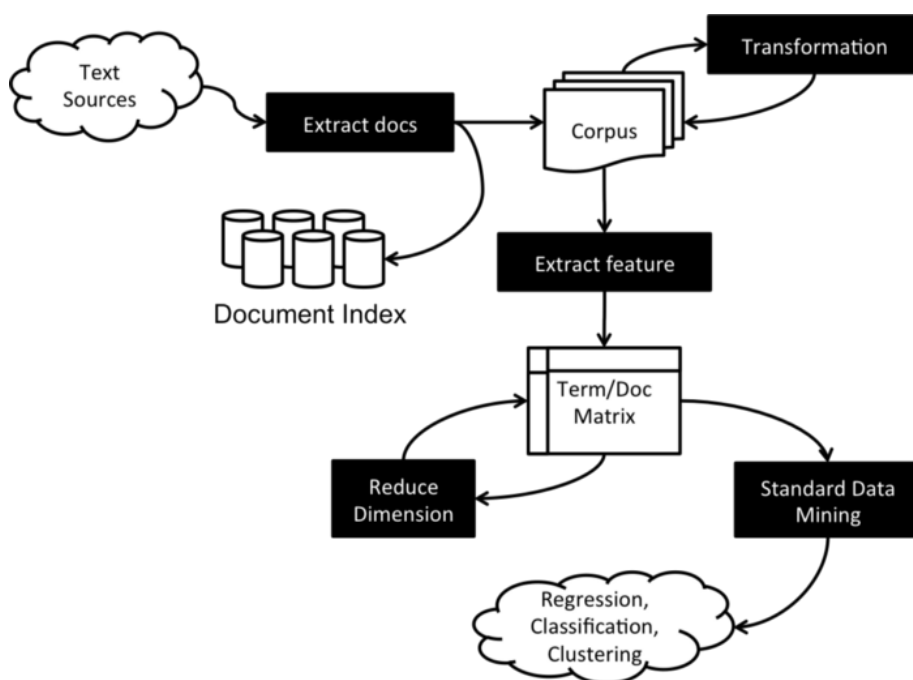 Text
Sources
Extract docs
Corpus
Transformation
Document Index
Extract feature
Term/Doc
Matrix
Reduce
Dimension
Standard Data
Mining
Regression,
Classification,
Clustering